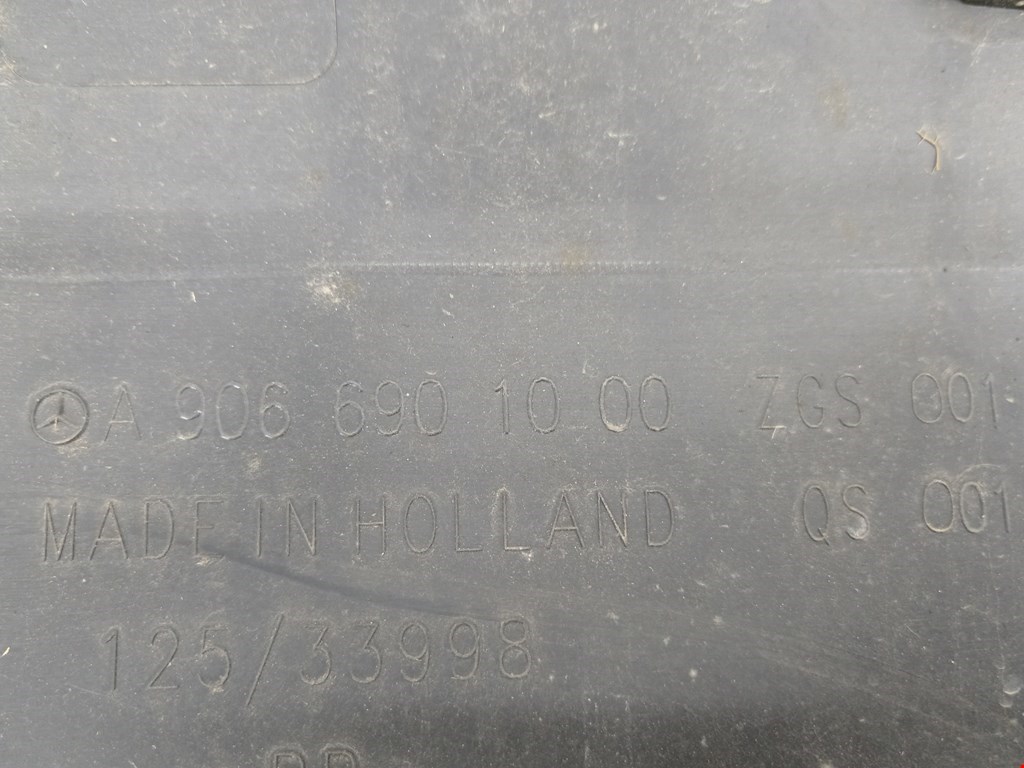 A 906 690 10 00 ZGS 001
MADE IN HOLLAND QS 001
125/33998